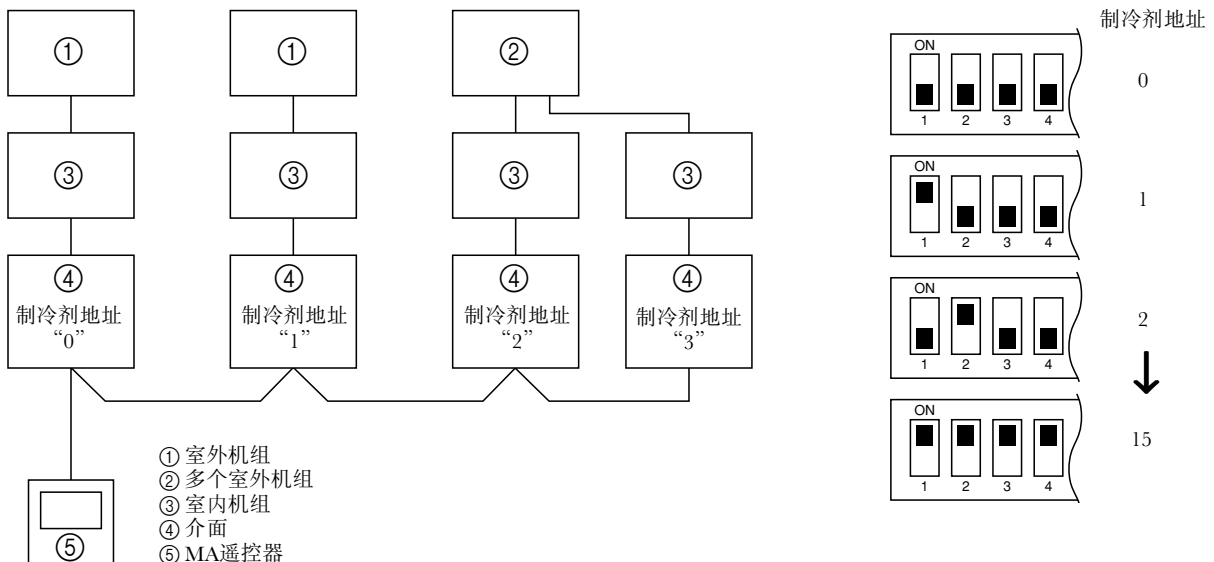 ① ① ②
③ ③ ③ ③
④ ④ ④ ④
制冷剂地址 制冷剂地址 制冷剂地址 制冷剂地址
“0” “1” “2” “3”
⑤
① 室外机组
② 多个室外机组
③ 室内机组
④ 介面
⑤ MA遥控器
制冷剂地址
ON
1 2 3 4
0
ON
1 2 3 4
1
ON
1 2 3 4
2
ON
1 2 3 4
15